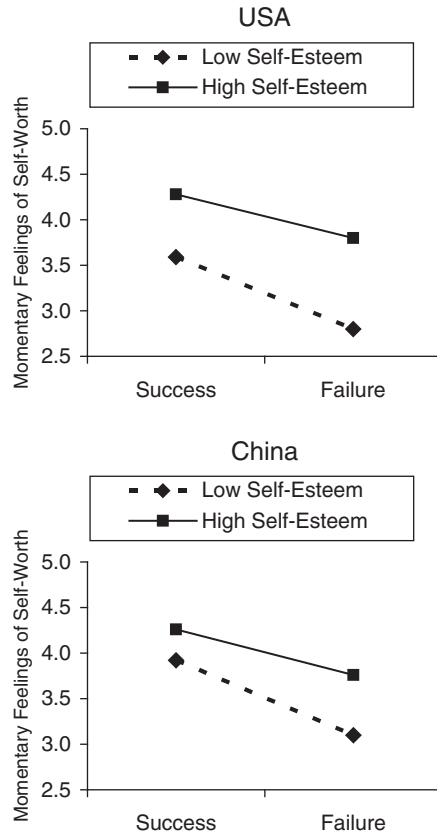 USA
Low Self-Esteem
High Self-Esteem
Momentary Feelings of Self-Worth
5.0
4.5
4.0
3.5
3.0
2.5
Success Failure
China
Low Self-Esteem
High Self-Esteem
Momentary Feelings of Self-Worth
5.0
4.5
4.0
3.5
3.0
2.5
Success Failure